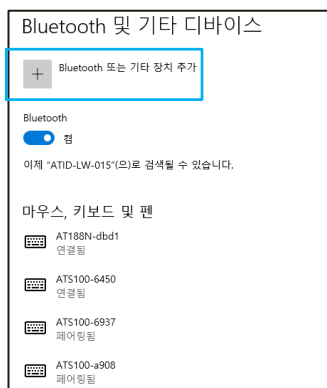 Bluetooth 및 기타 디바이스
Bluetooth 또는 기타 장치 추가
Bluetooth
켬
이제 "ATID-LW-015"(으)로 검색될 수 있습니다.
마우스, 키보드 및 펜
AT188N-dbd1
연결됨
ATS100-6450
연결됨
ATS100-6937
페어링됨
ATS100-a908
페어링됨